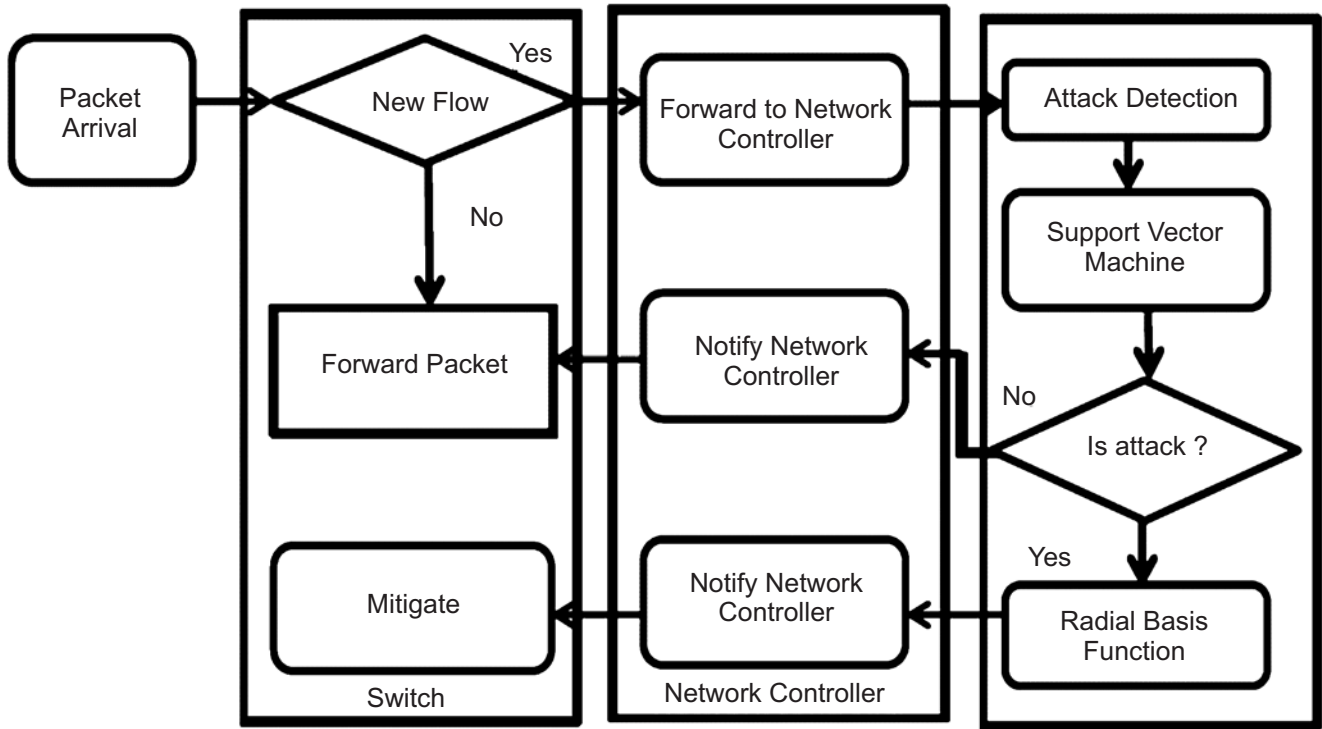 Packet
Arrival
New Flow
Yes
No
Forward to Network
Controller
Attack Detection
Support Vector
Machine
Forward Packet
Notify Network
Controller
No
Is attack ?
Yes
Mitigate
Notify Network
Controller
Radial Basis
Function
Switch
Network Controller